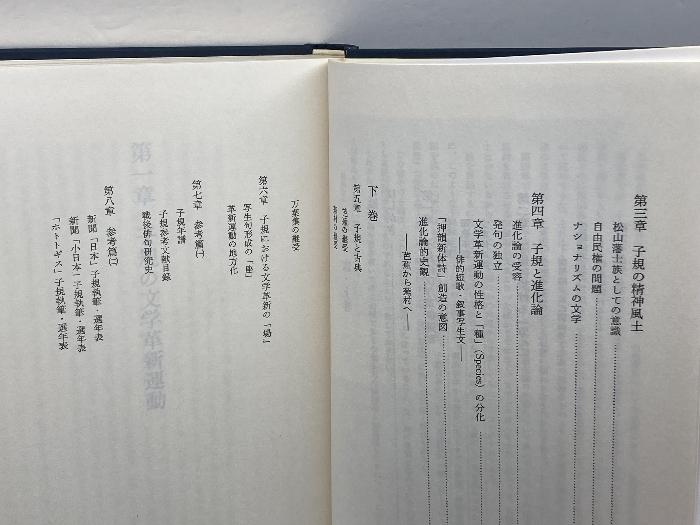 第三章 子規の精神風土
松山藩士族としての意識
自由民権の問題
ナショナリズムの文学
第四章 子規と進化論
進化論の受容
発句の独立
文学革新運動の性格と「種」(Species)の分化
――俳的短歌・叙事写生文――
「押韻新体詩」創造の意図
進化論的史観
――芭蕉から蕪村へ――
下巻
第五章 子規と古典
万葉集の継受
第六章 子規における文学革新の「場」
写生句形成の「座」
革新運動の地方化
第七章 参考篇㈠
子規年譜
子規参考文献目録
戦後俳句研究史
第八章 参考篇㈡
新聞「日本」子規執筆・選年表
新聞「小日本」子規執筆・選年表
「ホトトギス」子規執筆・選年表
第一章
の文学革新運動